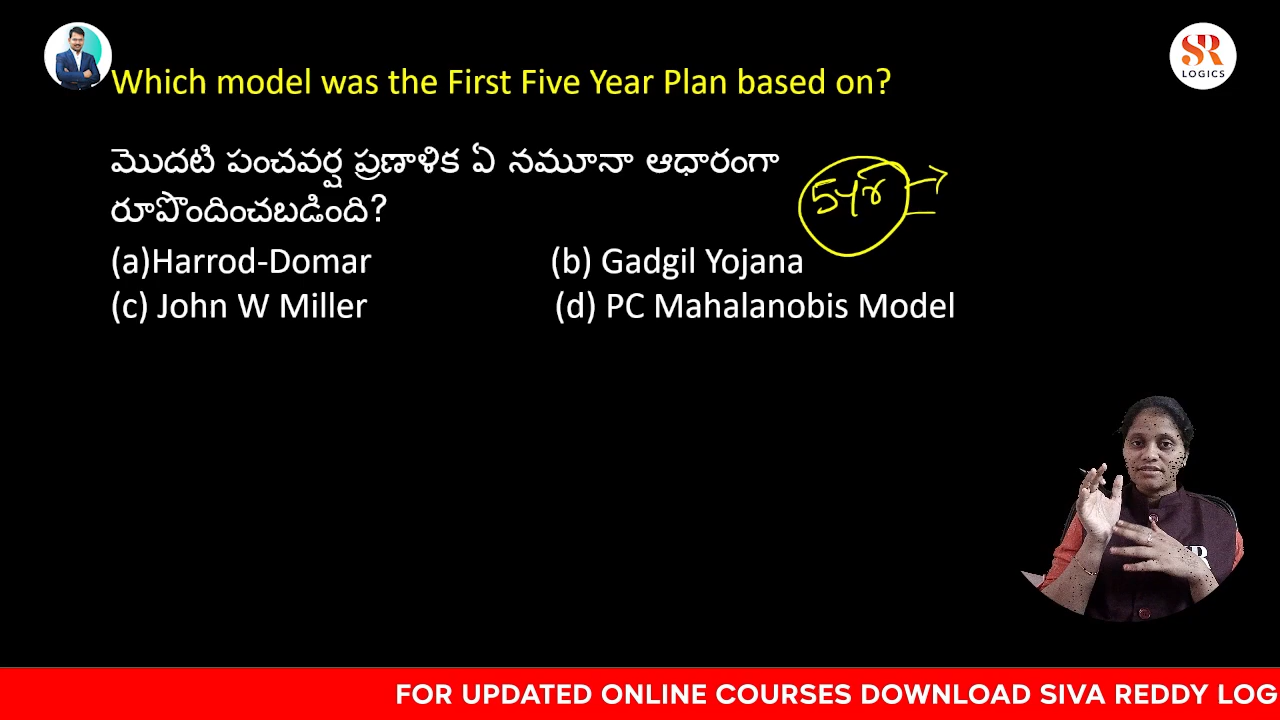 SR
LOGICS
Which model was the First Five Year Plan based on?
మొదటి పంచవర్ష ప్రణాళిక ఏ నమూనా ఆధారంగా
రూపొందించబడింది?
5yr
(a)Harrod-Domar (b) Gadgil Yojana
(c) John W Miller (d) PC Mahalanobis Model
FOR UPDATED ONLINE COURSES DOWNLOAD SIVA REDDY LOG